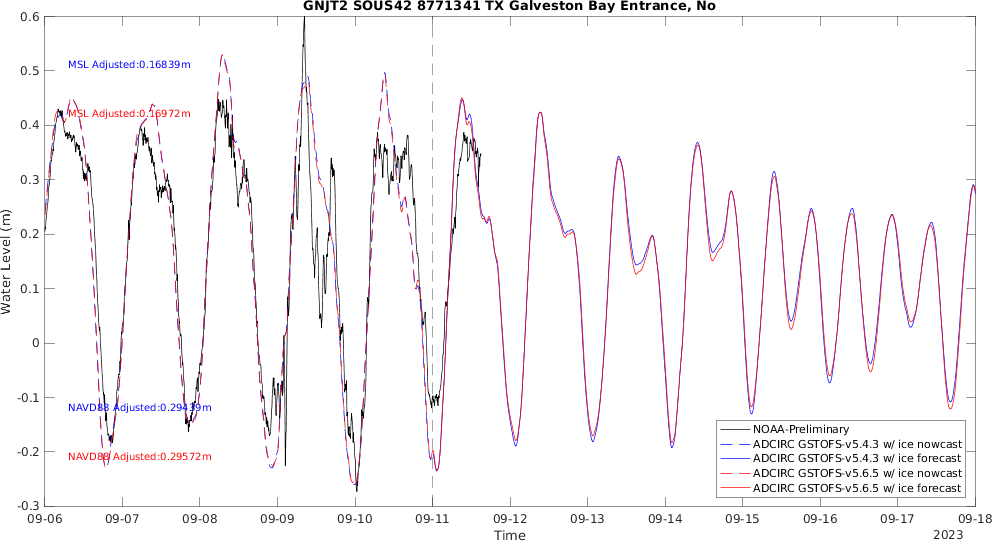 GNJT2 SOUS42 8771341 TX Galveston Bay Entrance, No
0.6
0.5
0.4
0.3
0.2
0.1
0
-0.1
-0.2
-0.3
Water Level (m)
MSL Adjusted:0.16839m
MSL Adjusted:0.16972m
NAVD88 Adjusted:0.29439m
NAVD88 Adjusted:0.29572m
NOAA-Preliminary
ADCIRC GSTOFS-v5.4.3 w/ ice nowcast
ADCIRC GSTOFS-v5.4.3 w/ ice forecast
ADCIRC GSTOFS-v5.6.5 w/ ice nowcast
ADCIRC GSTOFS-v5.6.5 w/ ice forecast
09-06 09-07 09-08 09-09 09-10 09-11 09-12 09-13 09-14 09-15 09-16 09-17 09-18
Time
2023